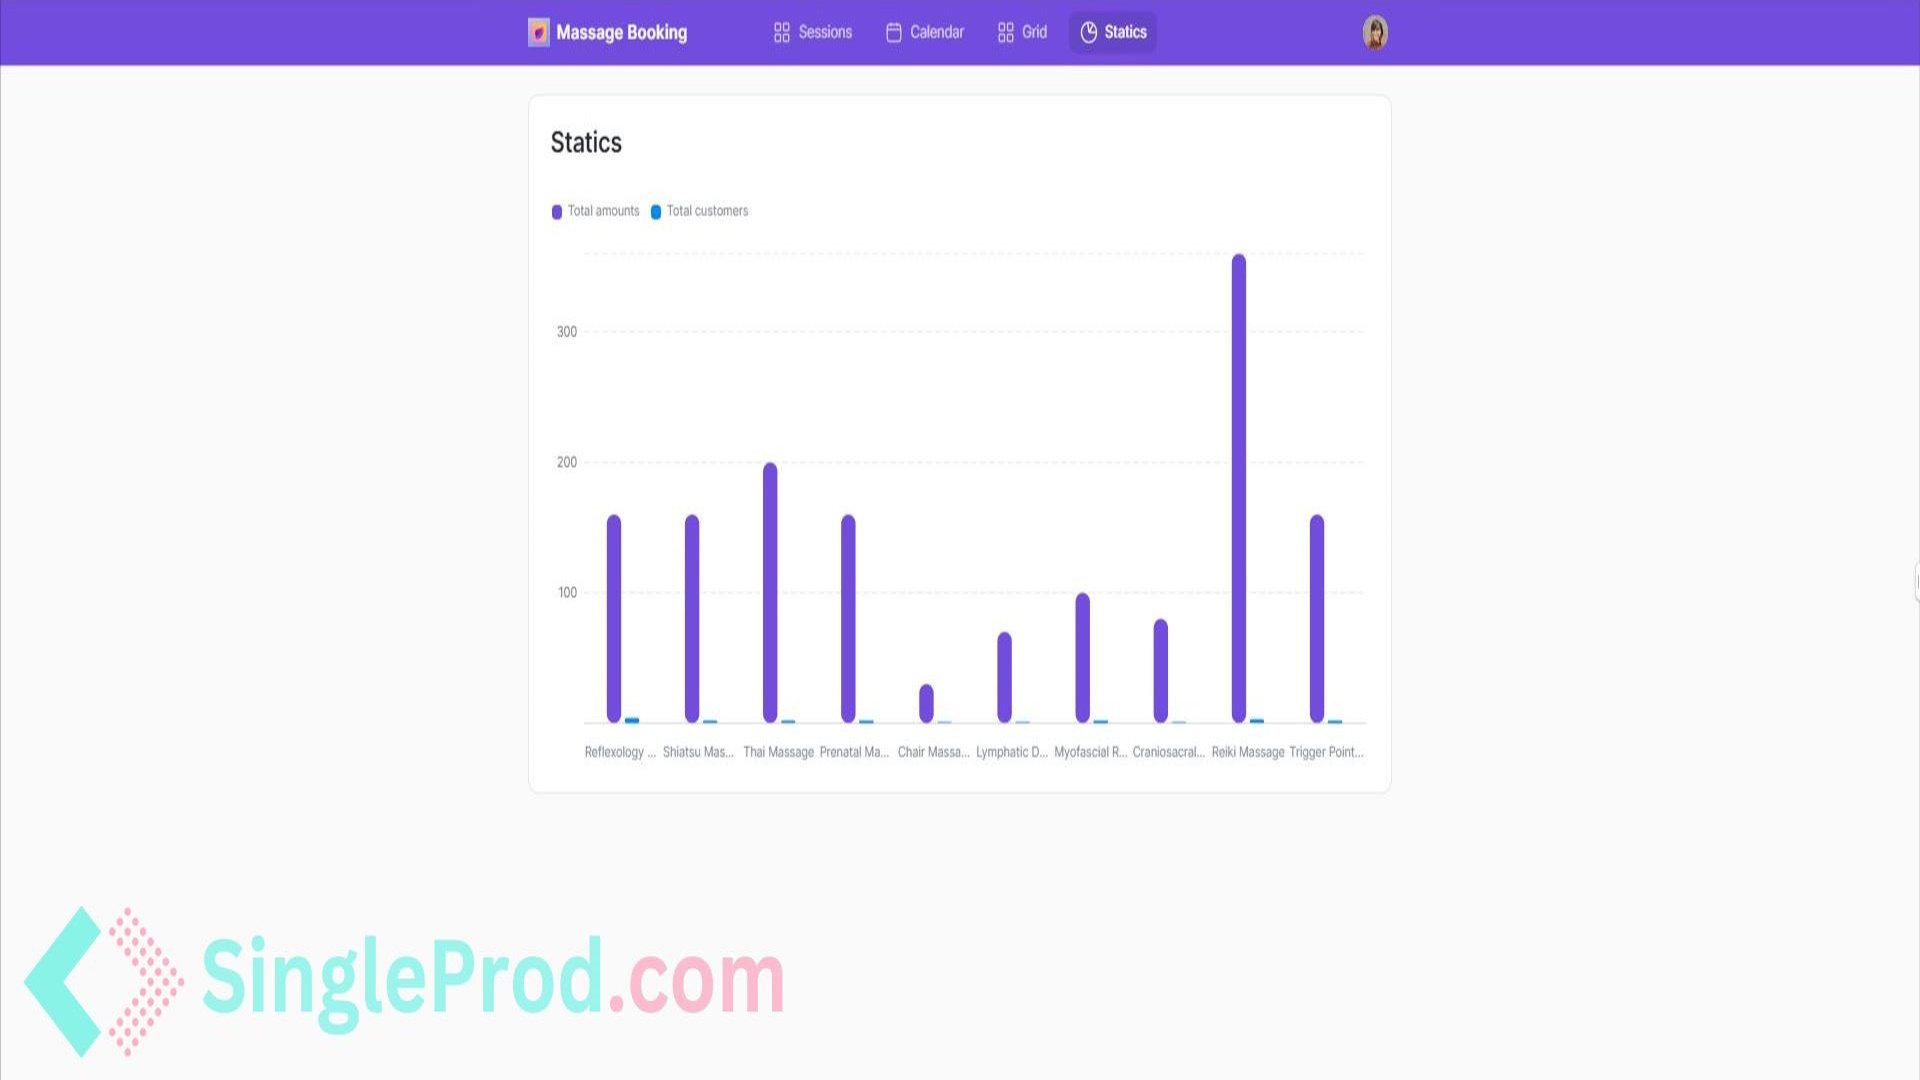 Massage Booking
Sessions
Calendar
Grid
Statics
Statics
Total amounts
Total customers
300
200
100
Reflexology ...
Shiatsu Mas...
Thai Massage
Prenatal Ma...
Chair Massa...
Lymphatic D...
Myofascial R...
Craniosacral...
Reiki Massage
Trigger Point...
SingleProd.com